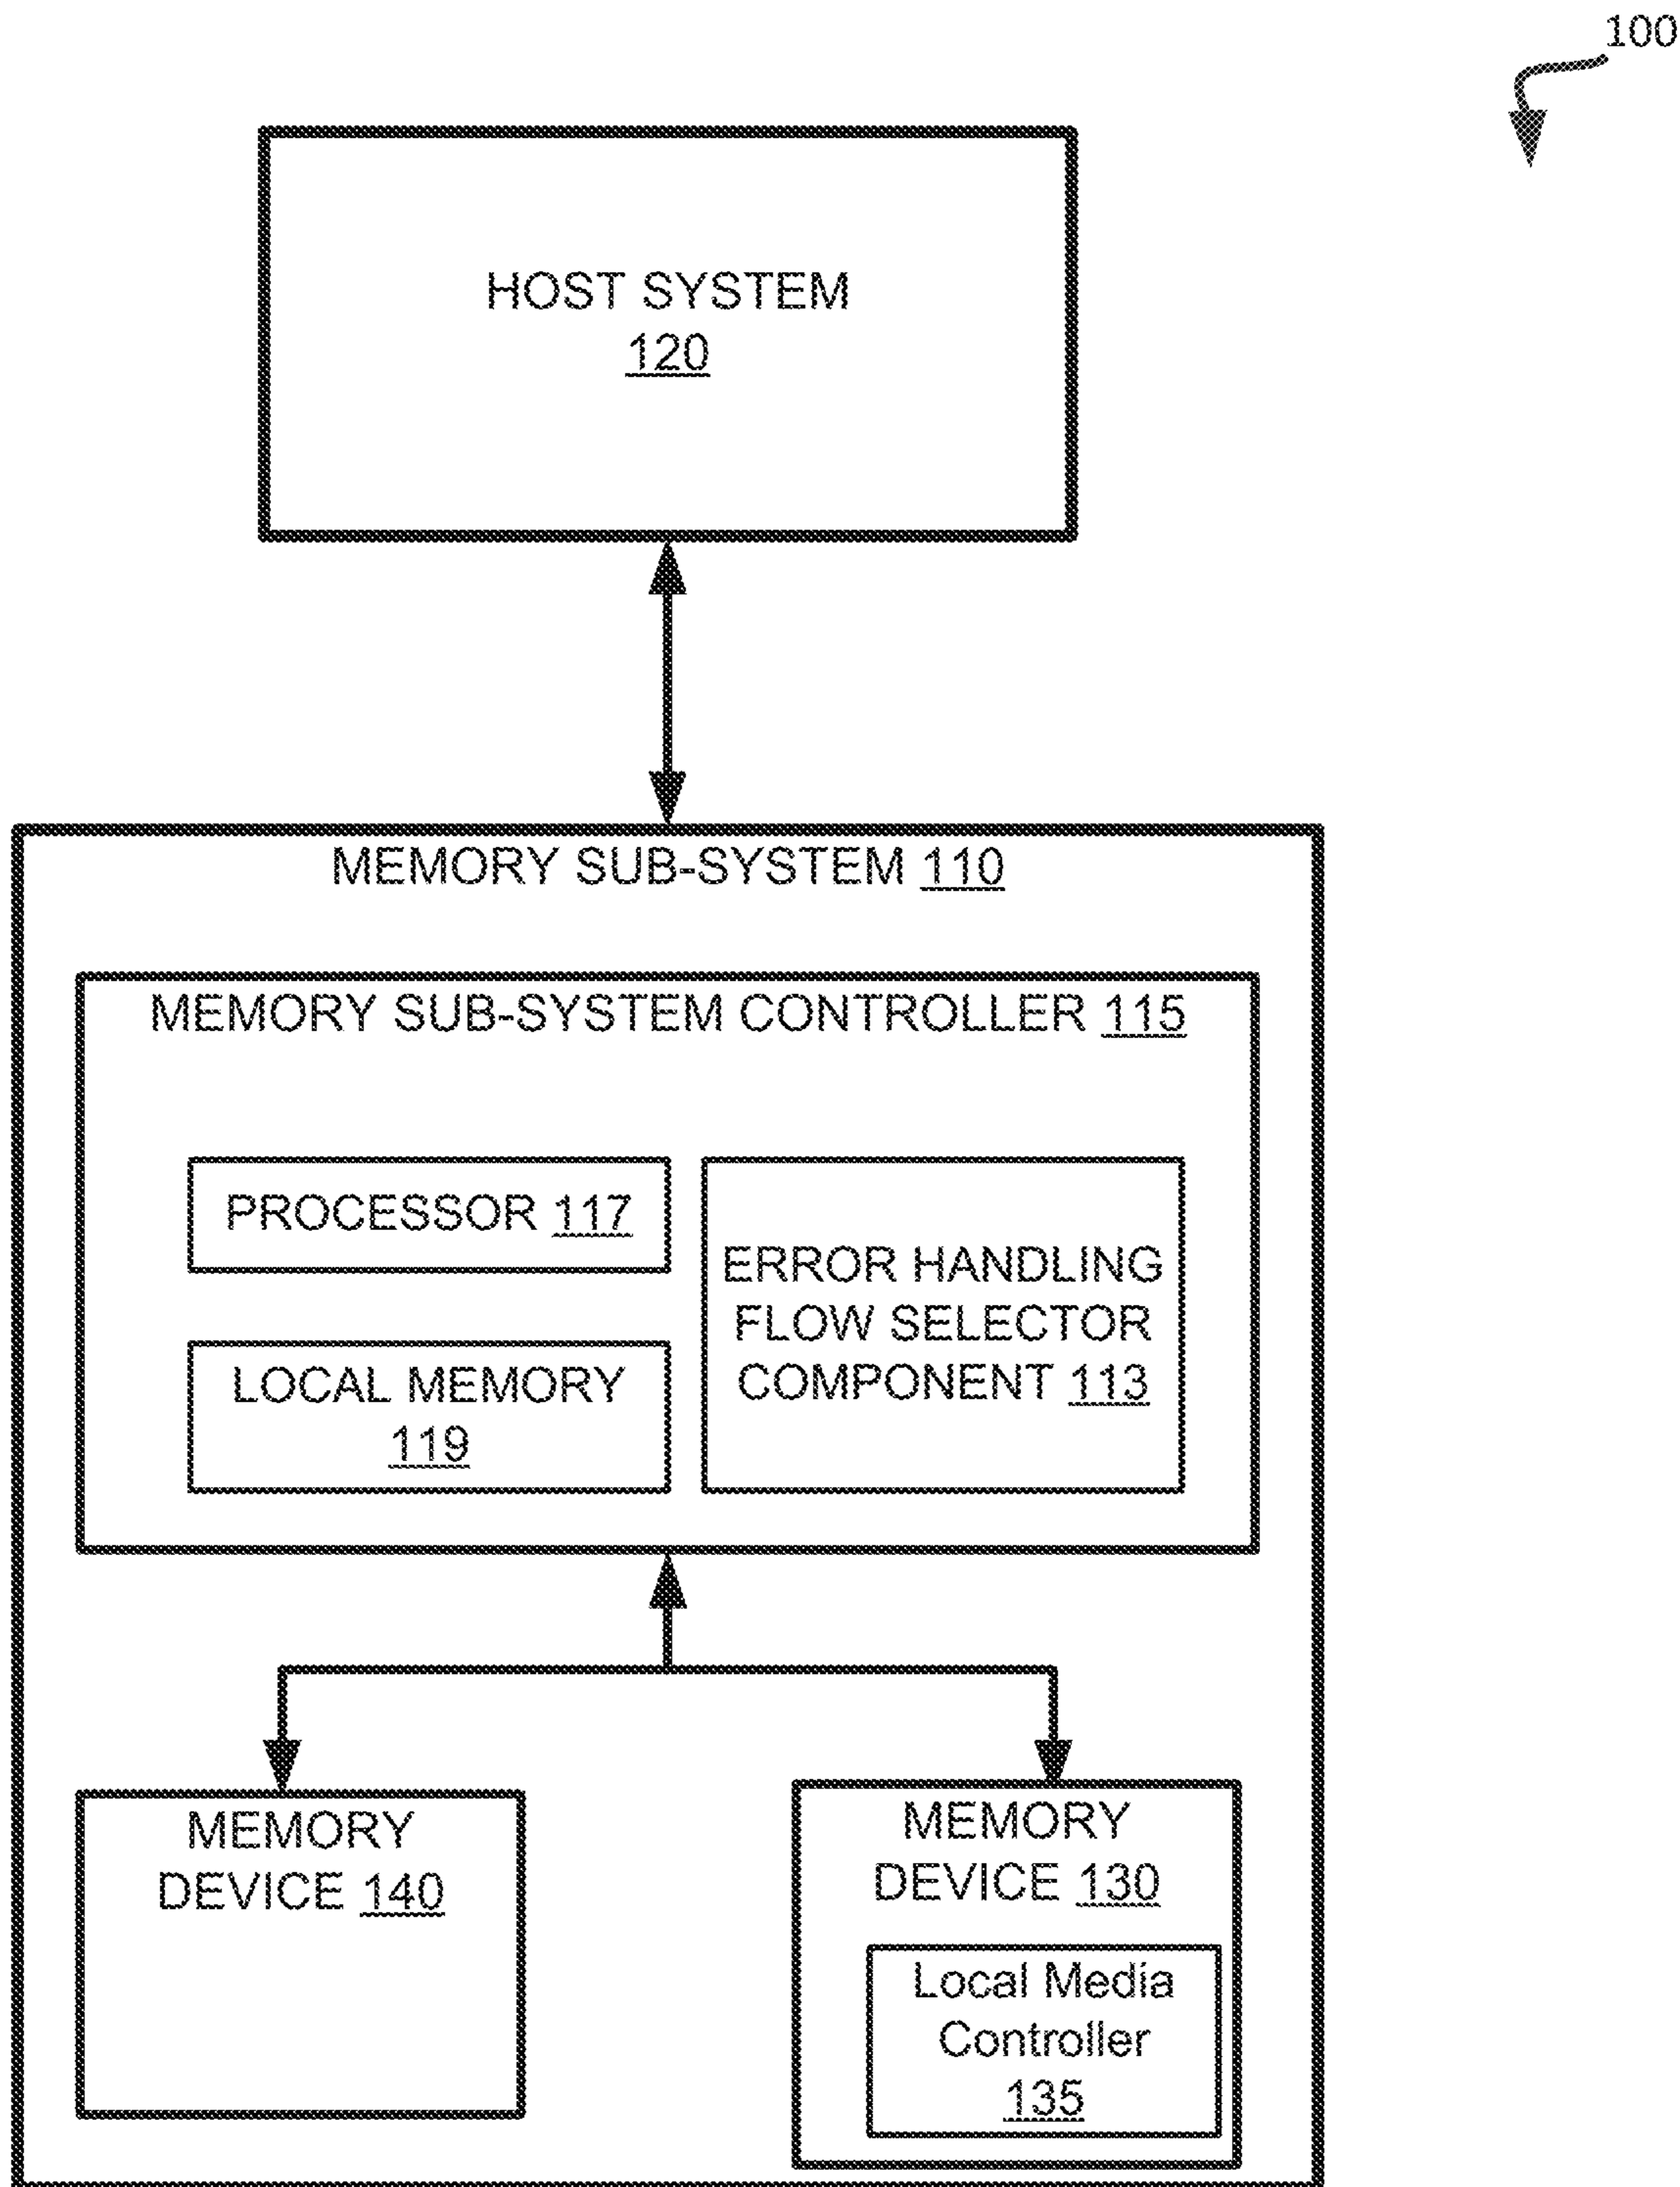 100
HOST SYSTEM
120
MEMORY SUB-SYSTEM 110
MEMORY SUB-SYSTEM CONTROLLER 115
PROCESSOR 117
LOCAL MEMORY
119
ERROR HANDLING
FLOW SELECTOR
COMPONENT 113
MEMORY
DEVICE 140
MEMORY
DEVICE 130
Local Media
Controller
135